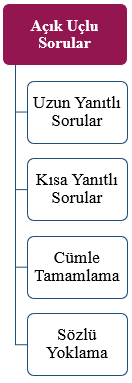 Açık Uçlu
Sorular
Uzun Yanıtlı
Sorular
Kısa Yanıtlı
Sorular
Cümle
Tamamlama
Sözlü
Yoklama